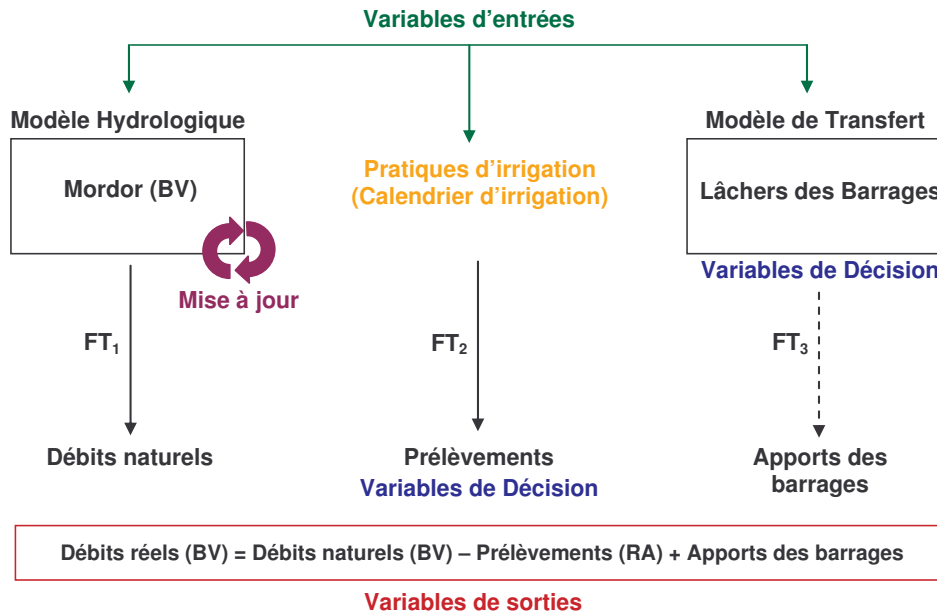 Variables d’entrées
Modèle Hydrologique
Mordor (BV)
Mise à jour
FT₁
Débits naturels
Pratiques d’irrigation
(Calendrier d’irrigation)
FT₂
Prélèvements
Variables de Décision
Modèle de Transfert
Lâchers des Barrages
Variables de Décision
FT₃
Apports des
barrages
Débits réels (BV) = Débits naturels (BV) – Prélèvements (RA) + Apports des barrages
Variables de sorties